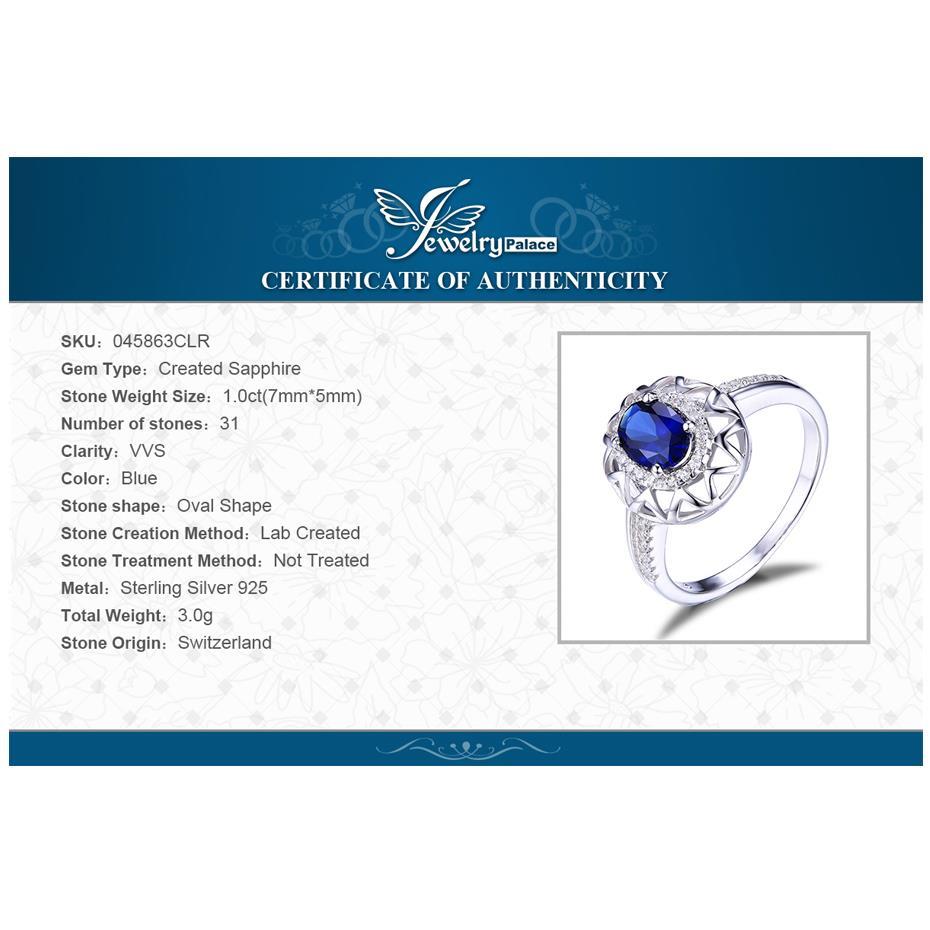 JewelryPalace
CERTIFICATE OF AUTHENTICITY
SKU: 045863CLR
Gem Type: Created Sapphire
Stone Weight Size: 1.0ct(7mm*5mm)
Number of stones: 31
Clarity: VVS
Color: Blue
Stone shape: Oval Shape
Stone Creation Method: Lab Created
Stone Treatment Method: Not Treated
Metal: Sterling Silver 925
Total Weight: 3.0g
Stone Origin: Switzerland